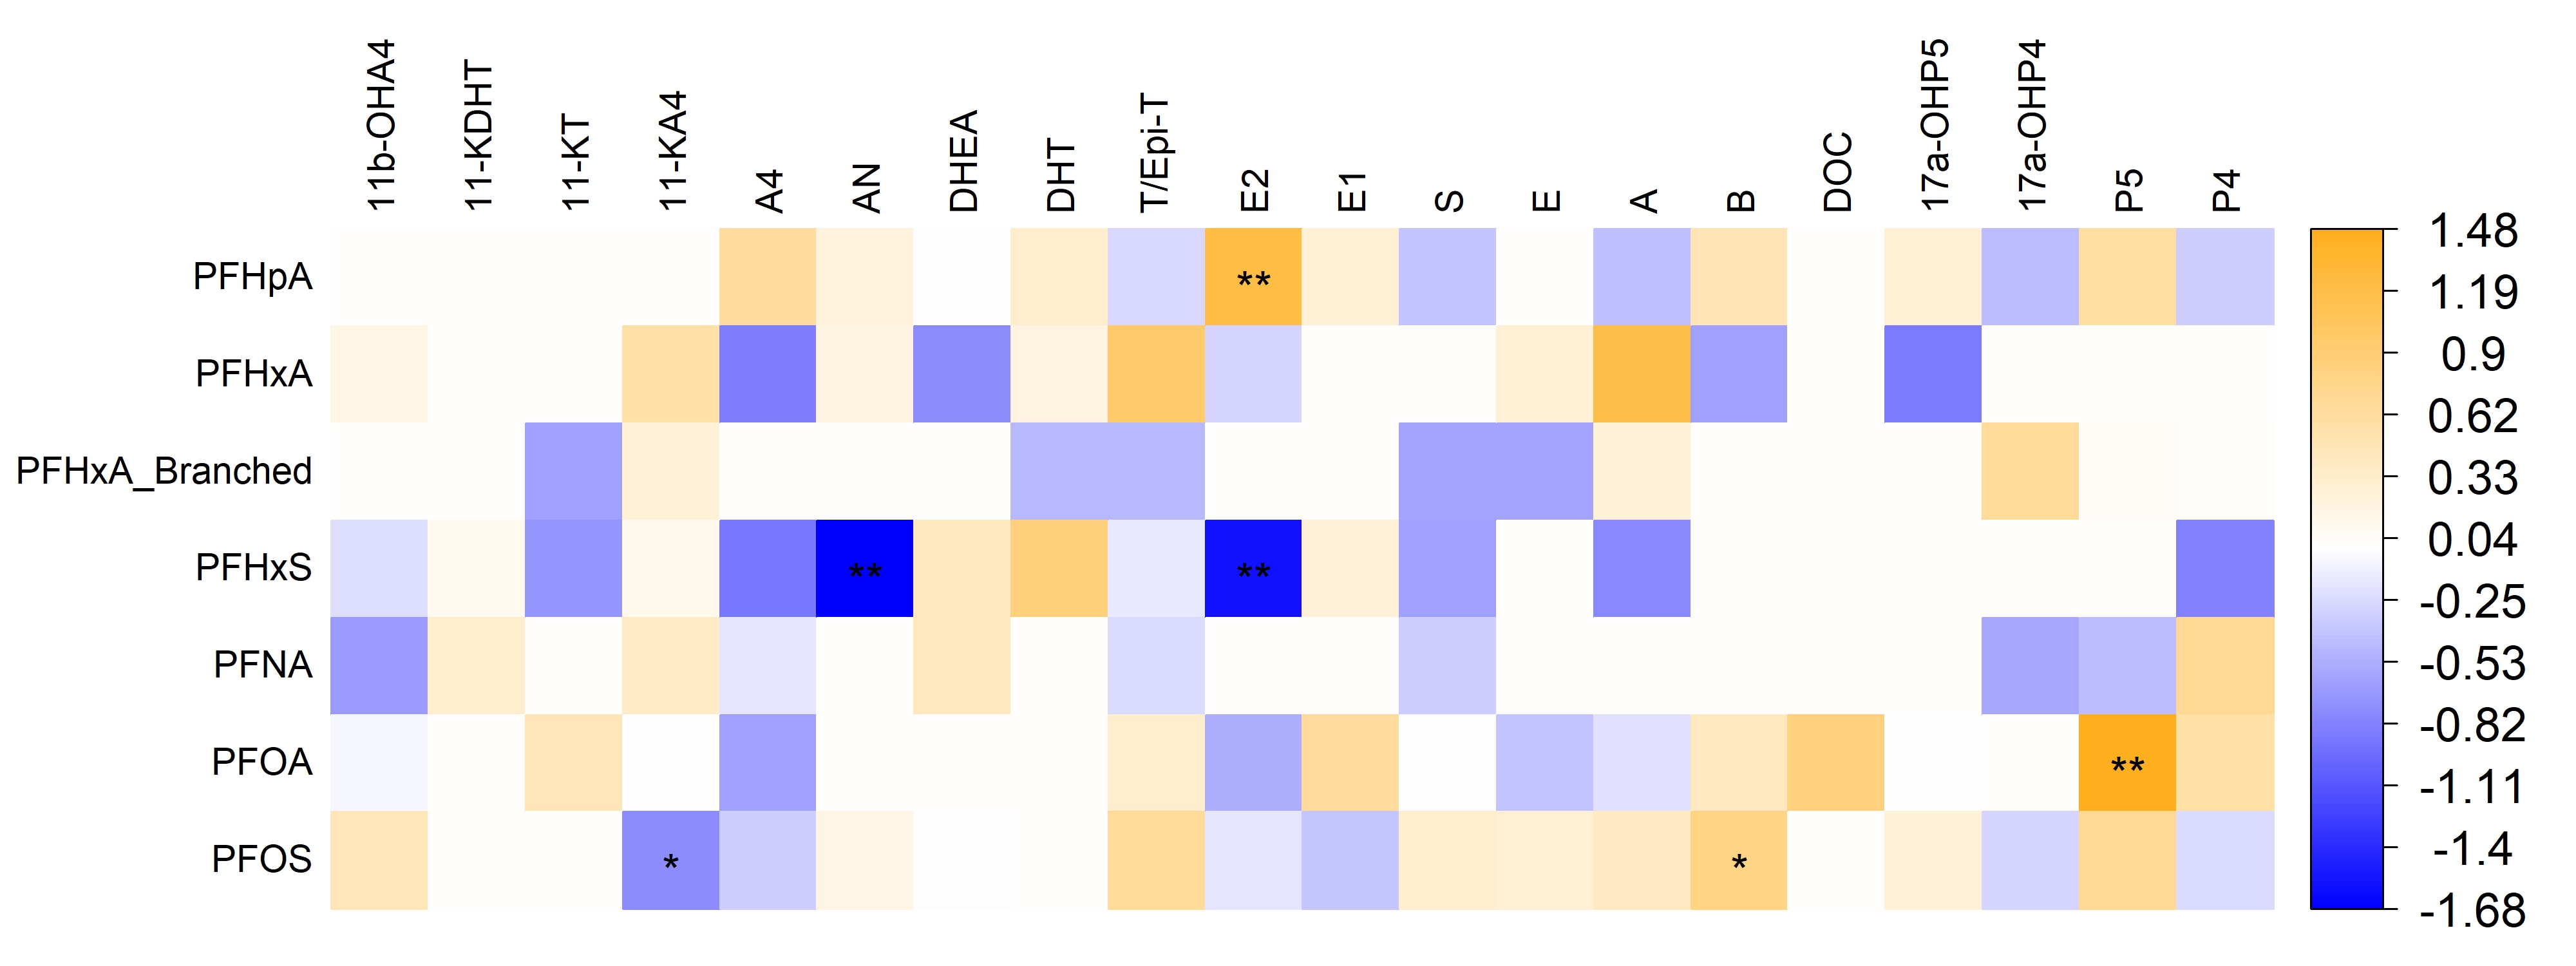 11b-OHA4
11-KDHT
11-KT
11-KA4
A4
AN
DHEA
DHT
T/Epi-T
E2
E1
S
E
A
B
DOC
17a-OHP5
17a-OHP4
P5
P4
PFHpA
**
PFHxA
PFHxA_Branched
PFHxS
**
**
PFNA
PFOA
**
PFOS
*
*
1.48
1.19
0.9
0.62
0.33
0.04
-0.25
-0.53
-0.82
-1.11
-1.4
-1.68